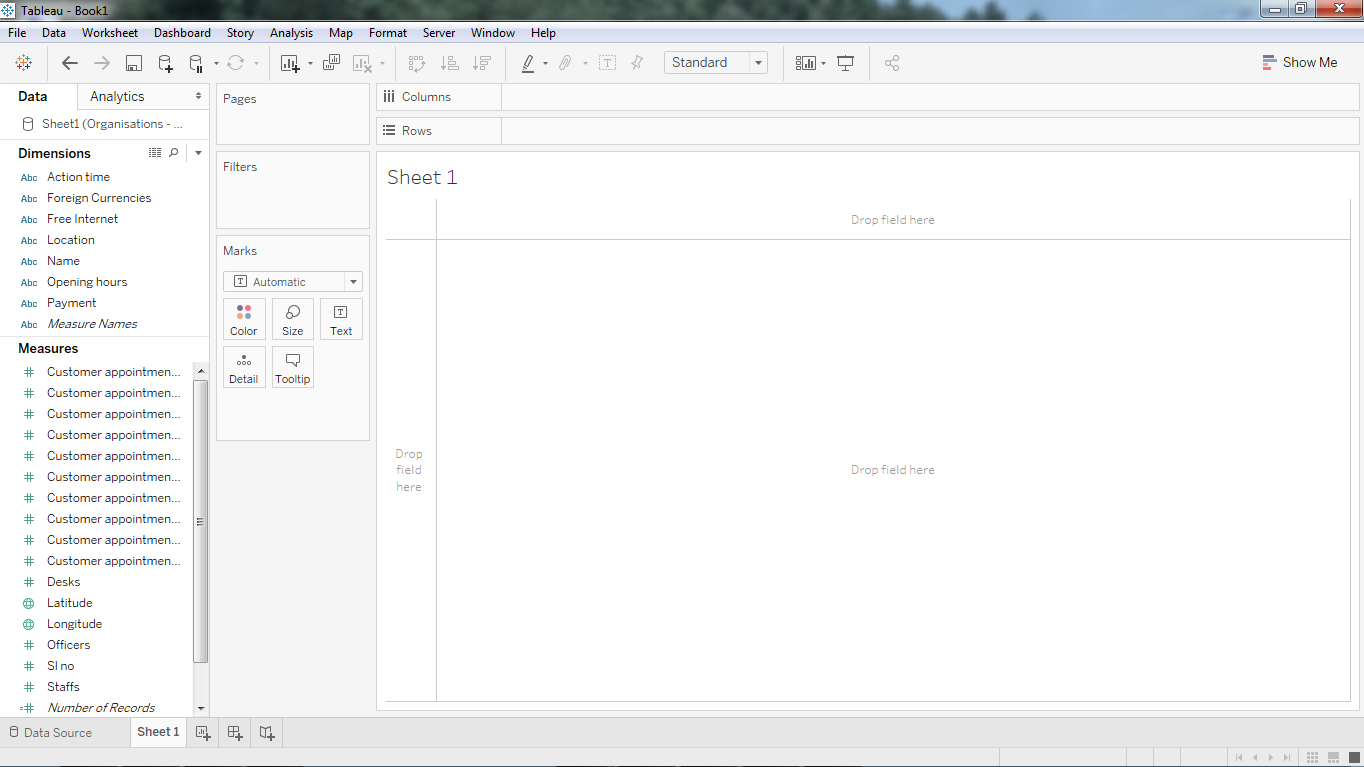 Tableau - Book1
File Data Worksheet Dashboard Story Analysis Map Format Server Window Help
Standard
Show Me
Data Analytics
Sheet1 (Organisations - ...
Dimensions
Abc Action time
Abc Foreign Currencies
Abc Free Internet
Abc Location
Abc Name
Abc Opening hours
Abc Payment
Abc Measure Names
Measures
Customer appointmen...
Customer appointmen...
Customer appointmen...
Customer appointmen...
Customer appointmen...
Customer appointmen...
Customer appointmen...
Customer appointmen...
Customer appointmen...
Customer appointmen...
Desks
Latitude
Longitude
Officers
Sl no
Staffs
Number of Records
Pages
Filters
Marks
Automatic
Color Size Text
Detail Tooltip
Columns
Rows
Sheet 1
Drop field here
Drop
field
here
Drop field here
Data Source Sheet 1